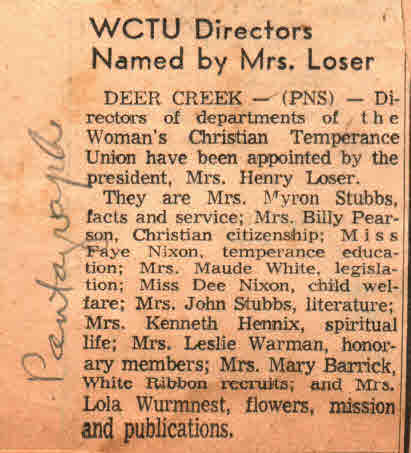 WCTU Directors
Named by Mrs. Loser
DEER CREEK — (PNS) — Di-
rectors of departments of the
Woman's Christian Temperance
Union have been appointed by the
president, Mrs. Henry Loser.
They are Mrs. Myron Stubbs,
facts and service; Mrs. Billy Pear-
son, Christian citizenship; Miss
Faye Nixon, temperance educa-
tion; Mrs. Maude White, legisla-
tion; Miss Dee Nixon, child wel-
fare; Mrs. John Stubbs, literature;
Mrs. Kenneth Hennix, spiritual
life; Mrs. Leslie Warman, honor-
ary members; Mrs. Mary Barrick,
White Ribbon recruits; and Mrs.
Lola Wurmnest, flowers, mission
and publications.
Pantagraph